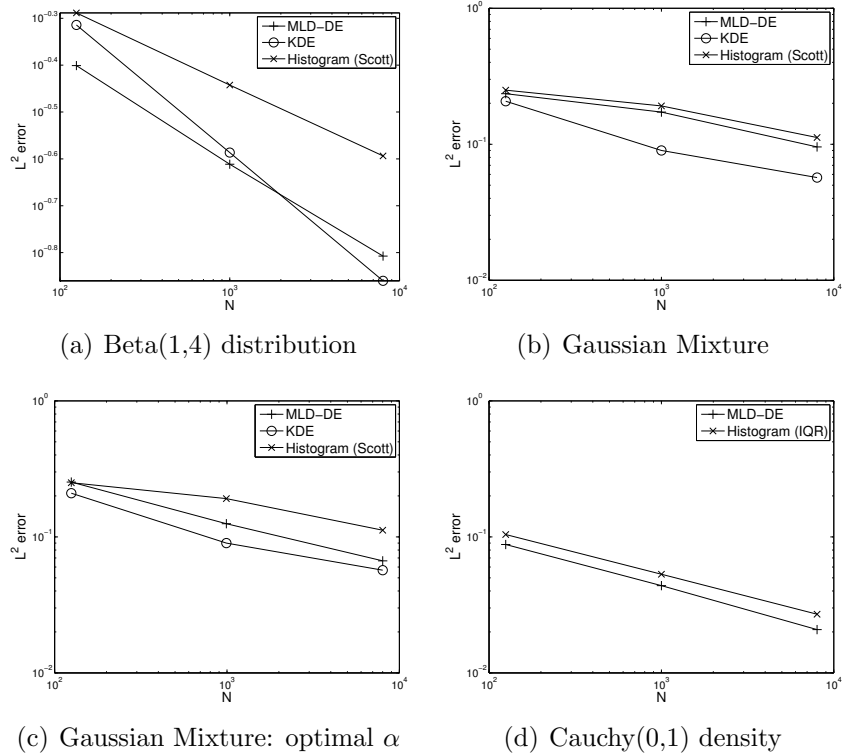 MLD−DE
KDE
Histogram (Scott)
10^−0.4
10^−0.5
10^−0.6
10^−0.7
10^−0.8
L^2 error
10^2
10^3
10^4
N
(a) Beta(1,4) distribution
MLD−DE
KDE
Histogram (Scott)
10^0
10^−1
10^−2
L^2 error
10^2
10^3
10^4
N
(b) Gaussian Mixture
MLD−DE
KDE
Histogram (Scott)
10^0
10^−1
10^−2
L^2 error
10^2
10^3
10^4
N
(c) Gaussian Mixture: optimal α
MLD−DE
Histogram (IQR)
10^0
10^−1
10^−2
L^2 error
10^2
10^3
10^4
N
(d) Cauchy(0,1) density